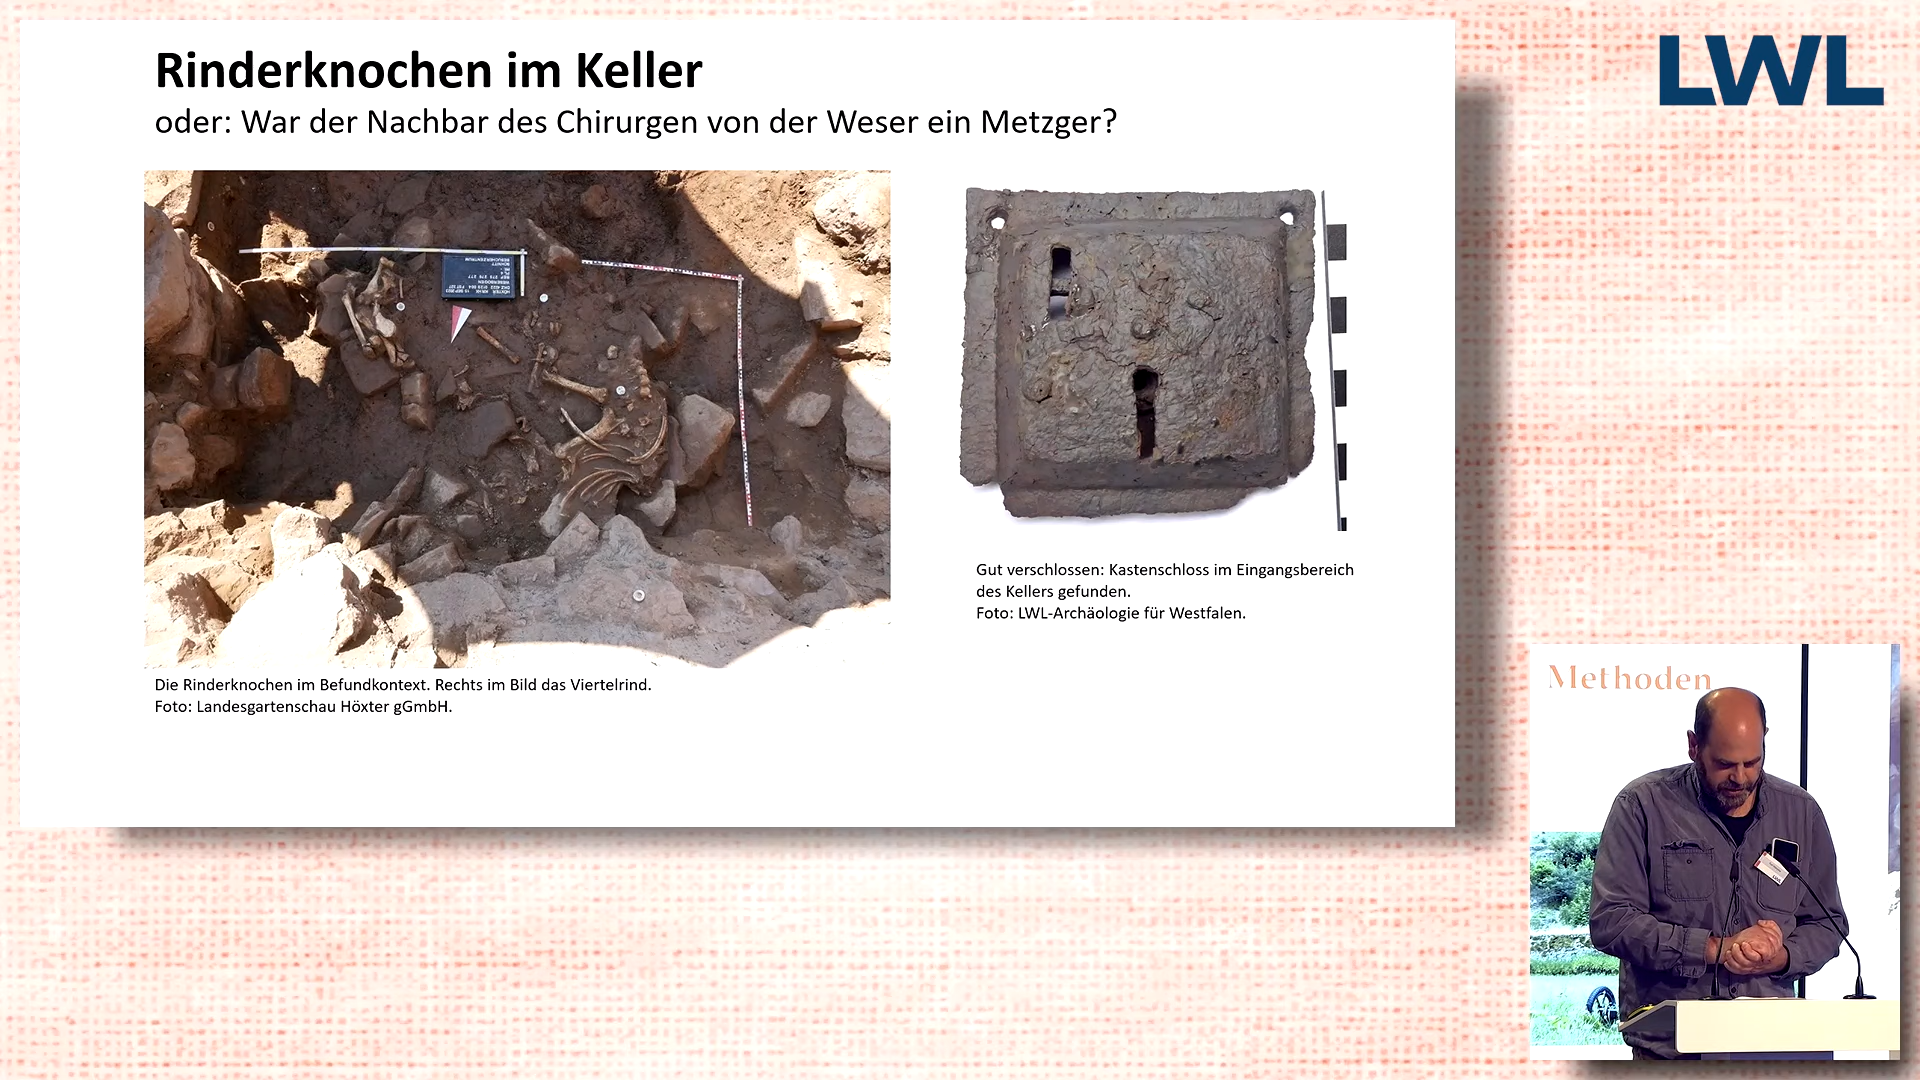 Rinderknochen im Keller
oder: War der Nachbar des Chirurgen von der Weser ein Metzger?
LWL
Gut verschlossen: Kastenschloss im Eingangsbereich
des Kellers gefunden.
Foto: LWL-Archäologie für Westfalen.
Die Rinderknochen im Befundkontext. Rechts im Bild das Viertelrind.
Foto: Landesgartenschau Höxter gGmbH.
Methoden